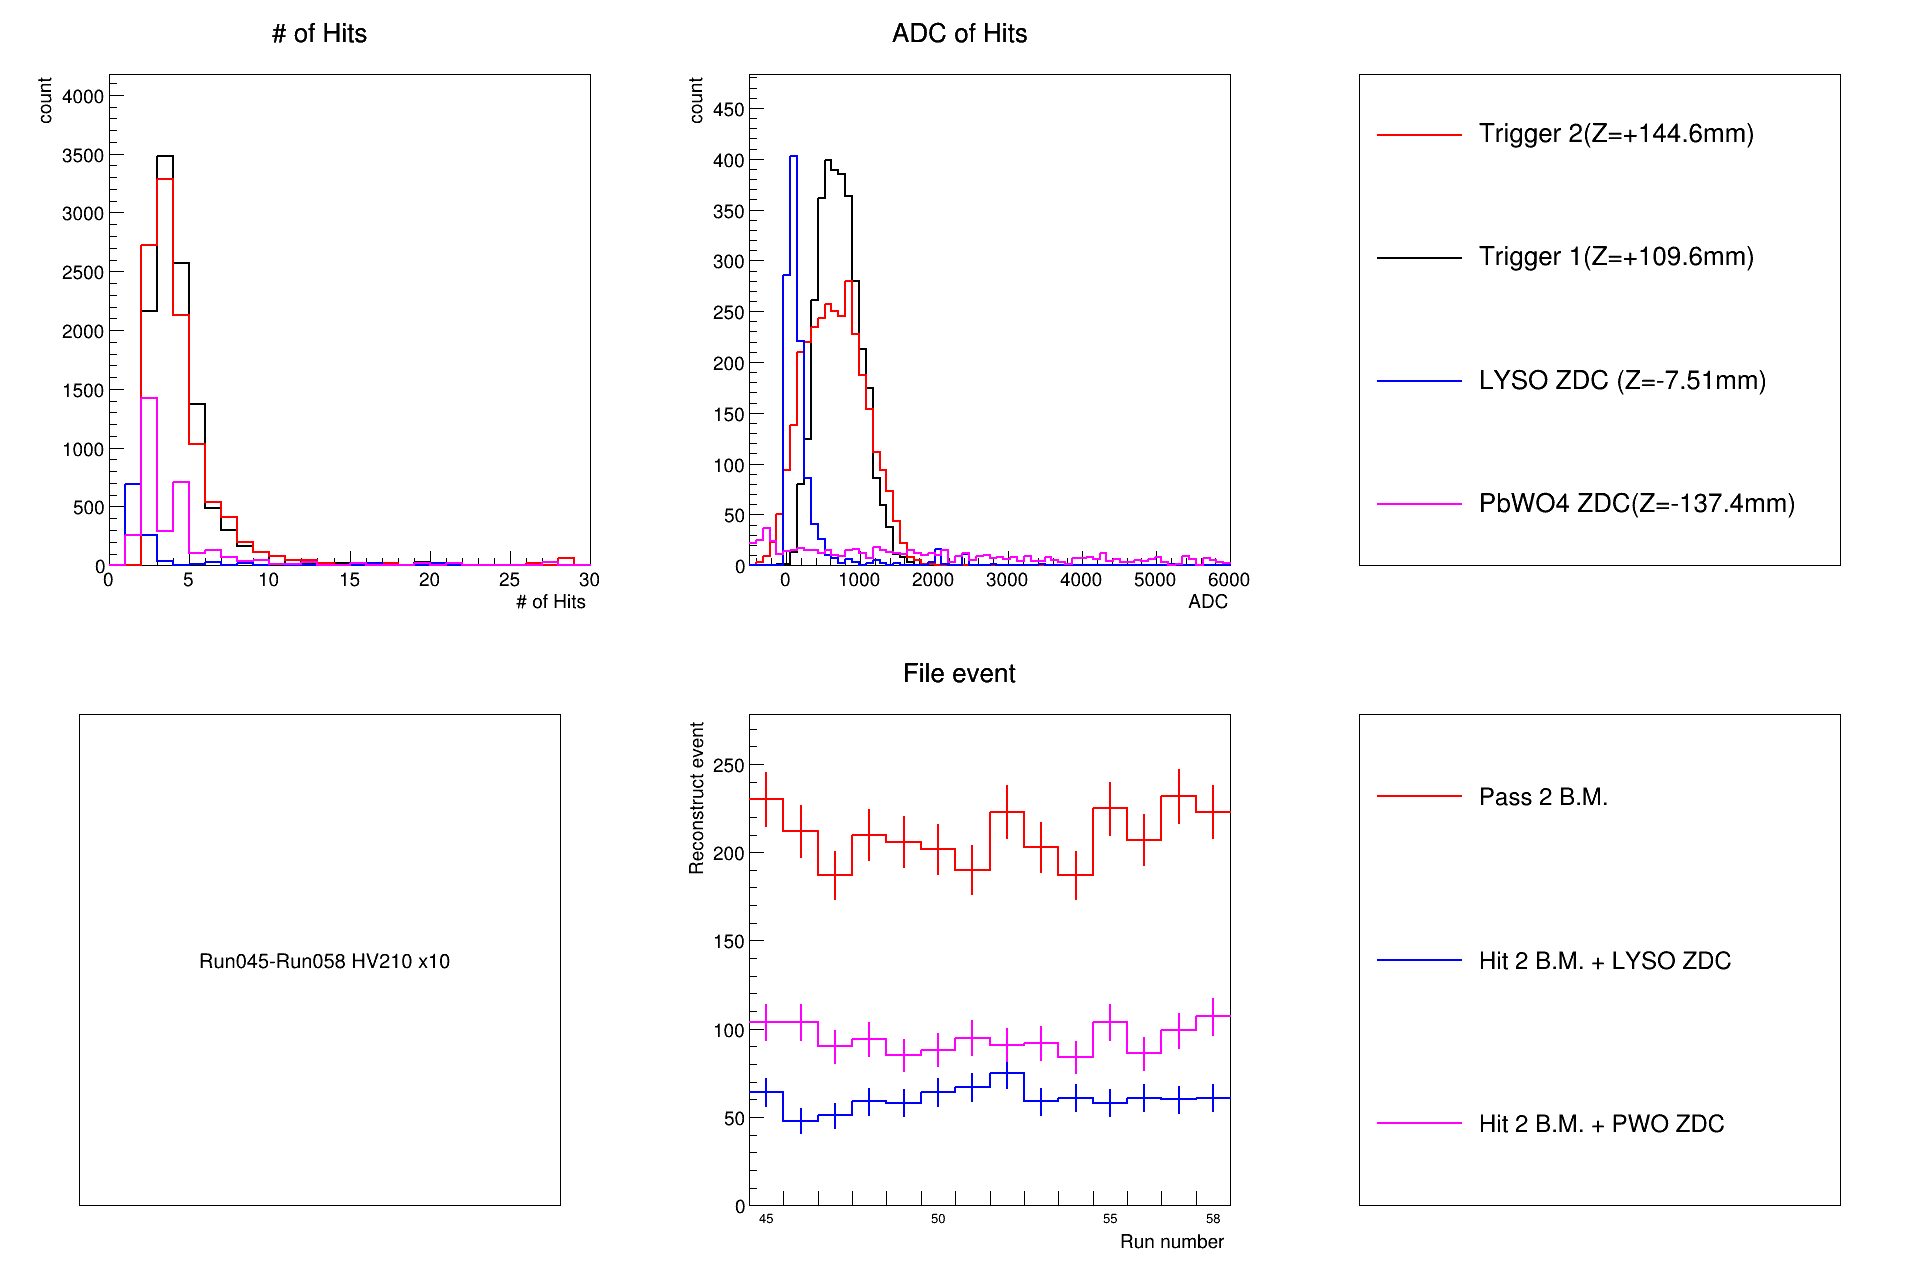 # of Hits
count
4000
3500
3000
2500
2000
1500
1000
500
0
0 5 10 15 20 25 30
# of Hits
ADC of Hits
count
450
400
350
300
250
200
150
100
50
0
0 1000 2000 3000 4000 5000 6000
ADC
Trigger 2(Z=+144.6mm)
Trigger 1(Z=+109.6mm)
LYSO ZDC (Z=-7.51mm)
PbWO4 ZDC(Z=-137.4mm)
Run045-Run058 HV210 x10
File event
Reconstruct event
250
200
150
100
50
0
45 50 55 58
Run number
Pass 2 B.M.
Hit 2 B.M. + LYSO ZDC
Hit 2 B.M. + PWO ZDC